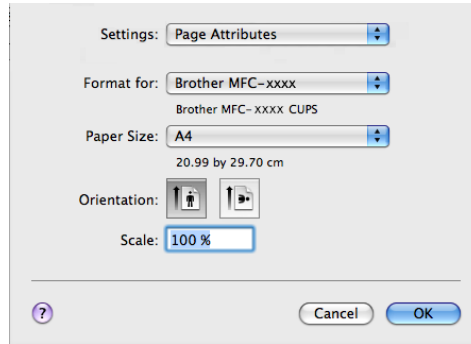 Settings: Page Attributes
Format for: Brother MFC-xxxx
Brother MFC-XXXX CUPS
Paper Size: A4
20.99 by 29.70 cm
Orientation:
Scale: 100 %
? Cancel OK